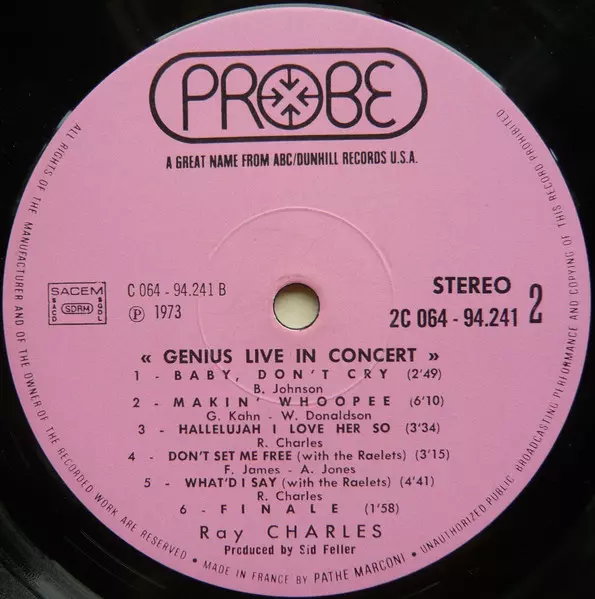 PROBE
A GREAT NAME FROM ABC/DUNHILL RECORDS U.S.A.
SACEM
SACD
SDRM
SGDL
C 064 - 94.241 B
Ⓟ 1973
STEREO
2C 064 - 94.241
2
« GENIUS LIVE IN CONCERT »
1 - BABY, DON'T CRY (2'49)
B. Johnson
2 - MAKIN' WHOOPEE (6'10)
G. Kahn - W. Donaldson
3 - HALLELUJAH I LOVE HER SO (3'34)
R. Charles
4 - DON'T SET ME FREE (with the Raelets) (3'15)
F. James - A. Jones
5 - WHAT'D I SAY (with the Raelets) (4'41)
R. Charles
6 - FINALE (1'58)
Ray CHARLES
Produced by Sid Feller
ALL RIGHTS OF THE MANUFACTURER AND OF THE OWNER OF THE RECORDED WORK ARE RESERVED • MADE IN FRANCE BY PATHE MARCONI • UNAUTHORIZED PUBLIC BROADCASTING PERFORMANCE AND COPYING OF THIS RECORD PROHIBITED